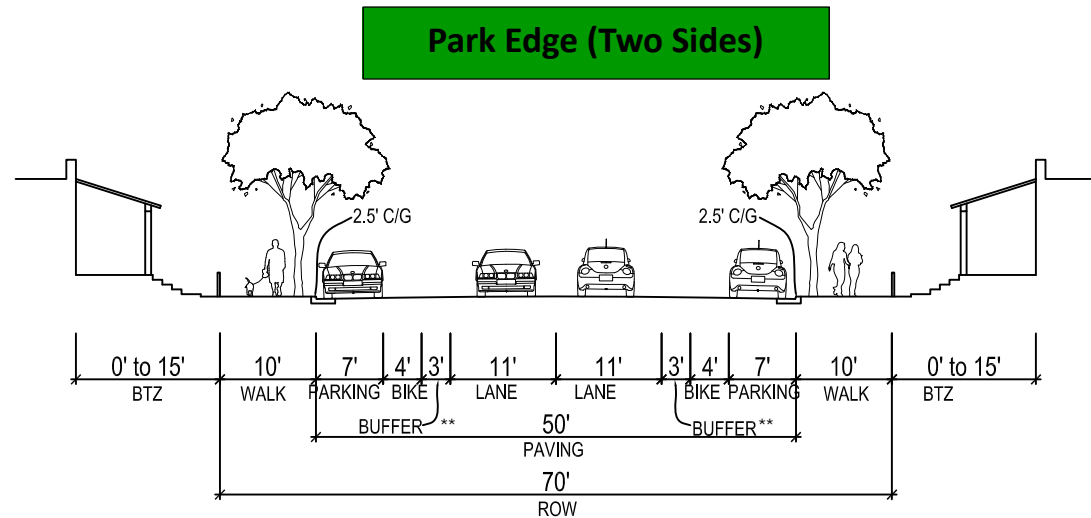 Park Edge (Two Sides)
2.5' C/G 2.5' C/G
0' to 15' 10' 7' 4' 3' 11' 11' 3' 4' 7' 10' 0' to 15'
BTZ WALK PARKING BIKE LANE LANE BIKE PARKING WALK BTZ
BUFFER ** 50' BUFFER **
PAVING
70'
ROW